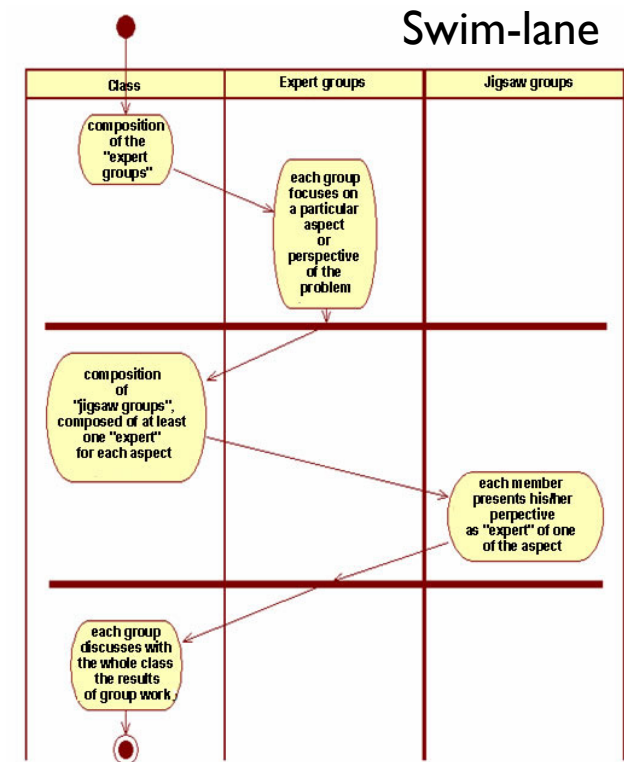 Swim-lane
Class
Expert groups
Jigsaw groups
composition
of the
"expert
groups"
each group
focuses on
a particular
aspect
or
perspective
of the
problem
composition
of
"jigsaw groups",
composed of at least
one "expert"
for each aspect
each member
presents his/her
perpective
as "expert" of one
of the aspect
each group
discusses with
the whole class
the results
of group work,